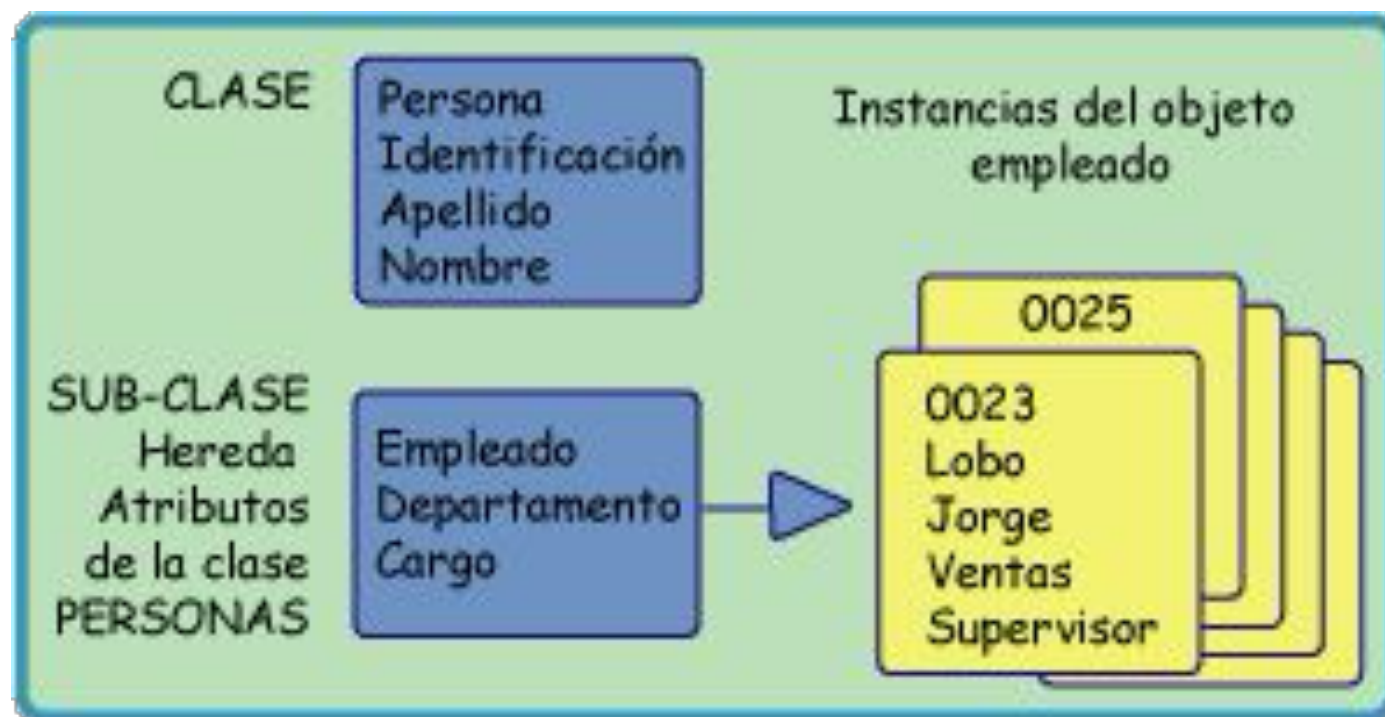 CLASE
Persona
Identificación
Apellido
Nombre
Instancias del objeto
empleado
SUB-CLASE
Hereda
Atributos
de la clase
PERSONAS
Empleado
Departamento
Cargo
0025
0023
Lobo
Jorge
Ventas
Supervisor